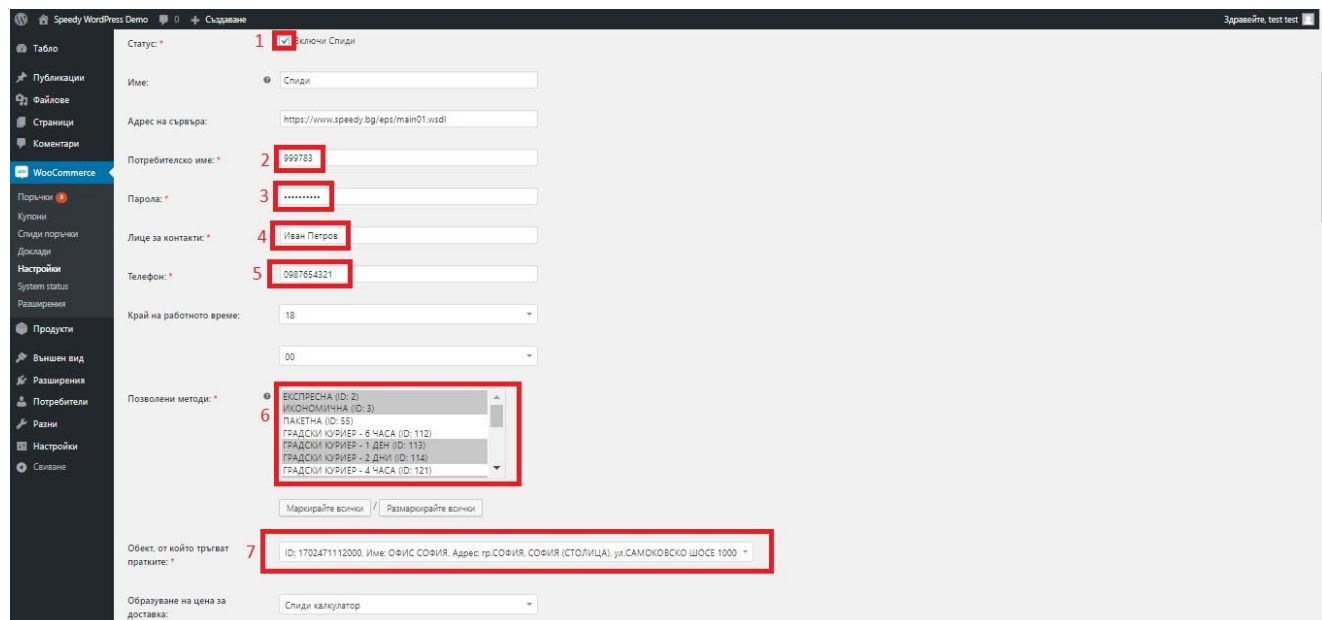 Speedy WordPress Demo 0 + Създаване Здравейте, test test
Табло
Публикации
Файлове
Страници
Коментари
WooCommerce
Поръчки 3
Купони
Спиди поръчки
Доклади
Настройки
System status
Разширения
Продукти
Външен вид
Разширения
Потребители
Разни
Настройки
Свиване
Статус: * 1 Включи Спиди
Име: Спиди
Адрес на сървъра: https://www.speedy.bg/eps/main01.wsdl
Потребителско име: * 2 999783
Парола: * 3 ••••••••••
Лице за контакти: * 4 Иван Петров
Телефон: * 5 0987654321
Край на работното време: 18
00
Позволени методи: * 6
ЕКСПРЕСНА (ID: 2)
ИКОНОМИЧНА (ID: 3)
ПАКЕТНА (ID: 55)
ГРАДСКИ КУРИЕР - 6 ЧАСА (ID: 112)
ГРАДСКИ КУРИЕР - 1 ДЕН (ID: 113)
ГРАДСКИ КУРИЕР - 2 ДНИ (ID: 114)
ГРАДСКИ КУРИЕР - 4 ЧАСА (ID: 121)
Маркирайте всички / Размаркирайте всички
Обект, от който тръгват
пратките: *
7 ID: 1702471112000, Име: ОФИС СОФИЯ, Адрес: гр.СОФИЯ, СОФИЯ (СТОЛИЦА), ул.САМОКОВСКО ШОСЕ 1000
Образуване на цена за
доставка:
Спиди калкулатор